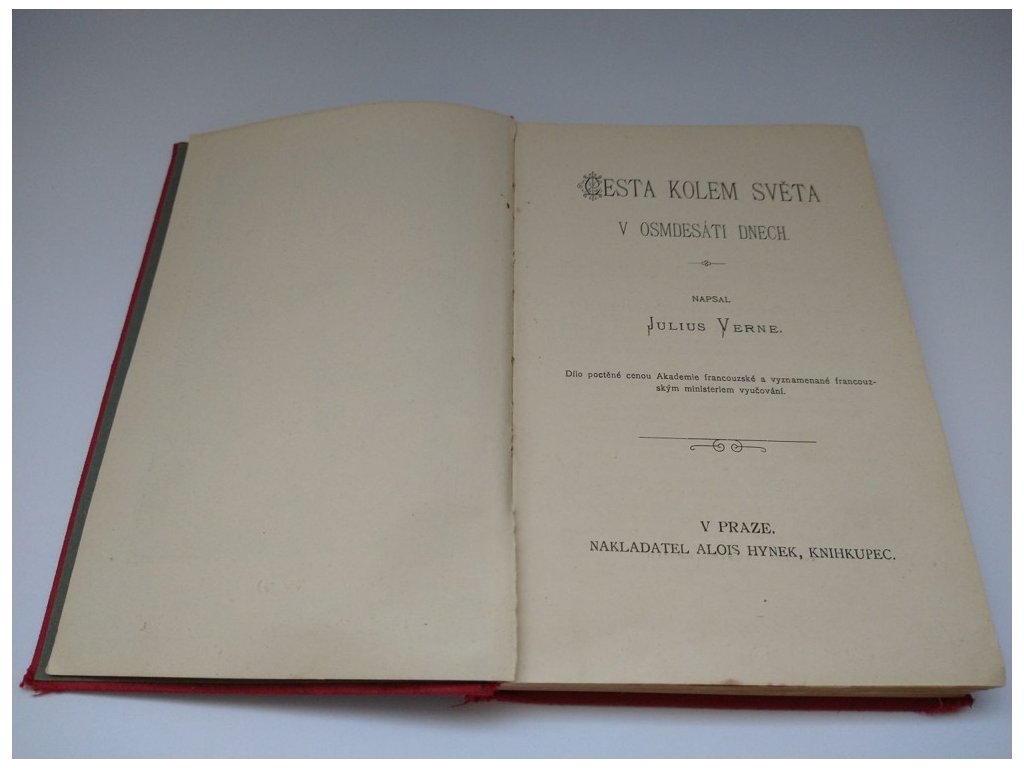 CESTA KOLEM SVĚTA
V OSMDESÁTI DNECH.
NAPSAL
JULIUS VERNE.
Dílo poctěné cenou Akademie francouzské a vyznamenané francouz-
ským ministeriem vyučování.
V PRAZE.
NAKLADATEL ALOIS HYNEK, KNIHKUPEC.